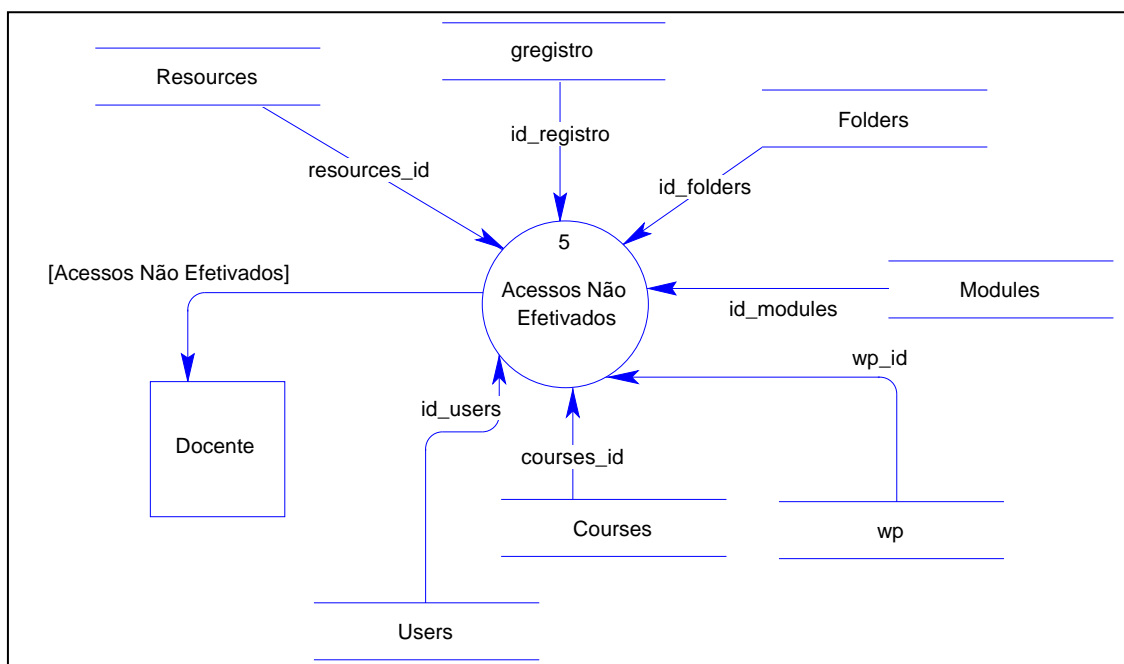 gregistro
Resources
Folders
id_registro
resources_id
id_folders
5
[Acessos Não Efetivados]
Acessos Não
Efetivados
Modules
id_modules
wp_id
id_users
Docente
courses_id
Courses
wp
Users